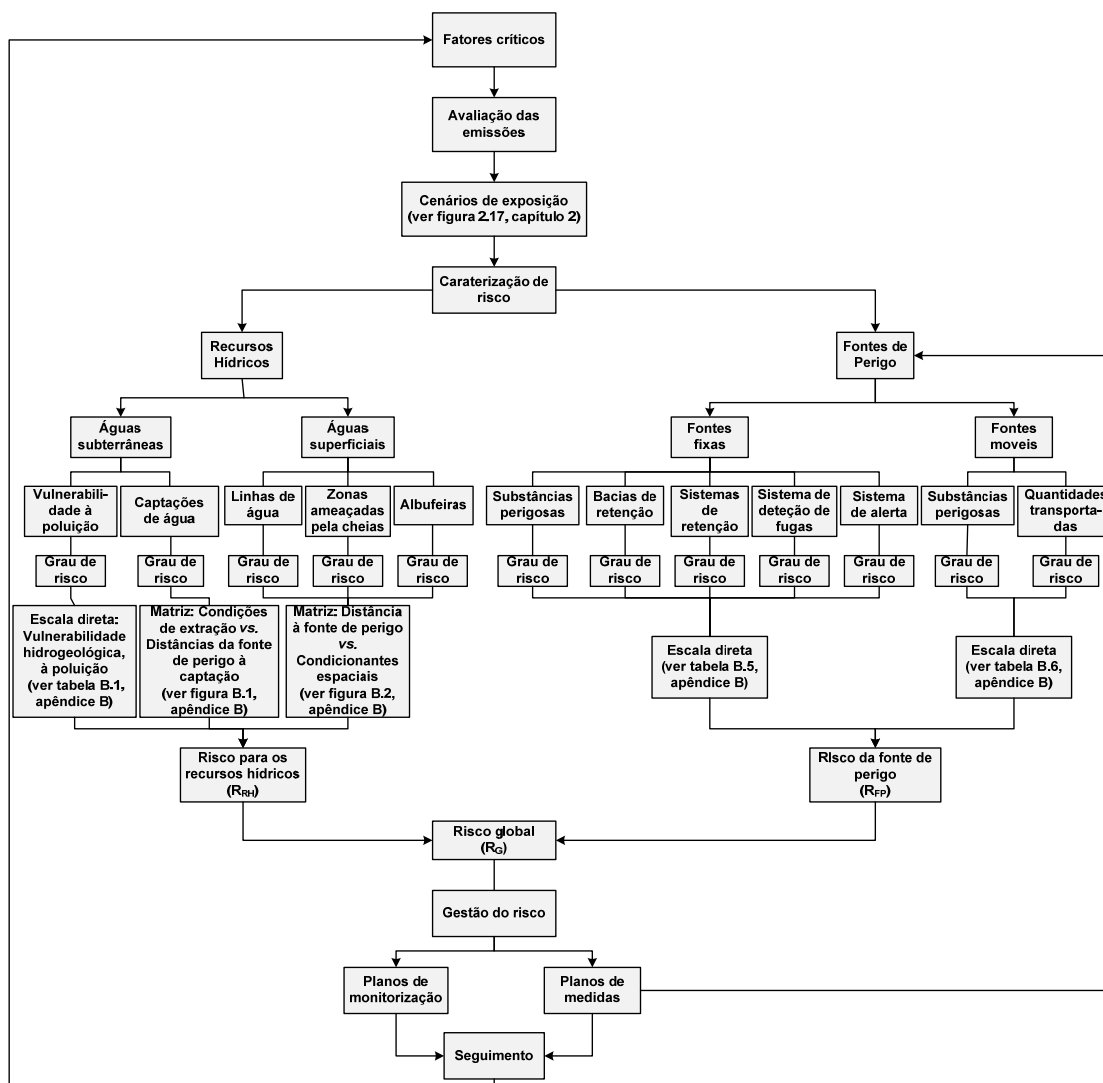 Fatores críticos
Avaliação das
emissões
Cenários de exposição
(ver figura 2.17, capítulo 2)
Caraterização de
risco
Recursos
Hídricos
Fontes de
Perigo
Águas
subterrâneas
Águas
superficiais
Fontes
fixas
Fontes
moveis
Vulnerabili-
dade à
poluição
Captações
de água
Linhas de
água
Zonas
ameaçadas
pela cheias
Albufeiras
Substâncias
perigosas
Bacias de
retenção
Sistemas
de
retenção
Sistema de
deteção de
fugas
Sistema
de alerta
Substâncias
perigosas
Quantidades
transporta-
das
Grau de
risco
Grau de
risco
Grau de
risco
Grau de
risco
Grau de
risco
Grau de
risco
Grau de
risco
Grau de
risco
Grau de
risco
Grau de
risco
Grau de
risco
Grau de
risco
Escala direta:
Vulnerabilidade
hidrogeológica,
à poluição
(ver tabela B.1,
apêndice B)
Matriz: Condições
de extração vs.
Distâncias da fonte
de perigo à
captação
(ver figura B.1,
apêndice B)
Matriz: Distância
à fonte de perigo
vs.
Condicionantes
espaciais
(ver figura B.2,
apêndice B)
Escala direta
(ver tabela B.5,
apêndice B)
Escala direta
(ver tabela B.6,
apêndice B)
Risco para os
recursos hídricos
(RRH)
RIsco da fonte de
perigo
(RFP)
Risco global
(RG)
Gestão do risco
Planos de
monitorização
Planos de
medidas
Seguimento